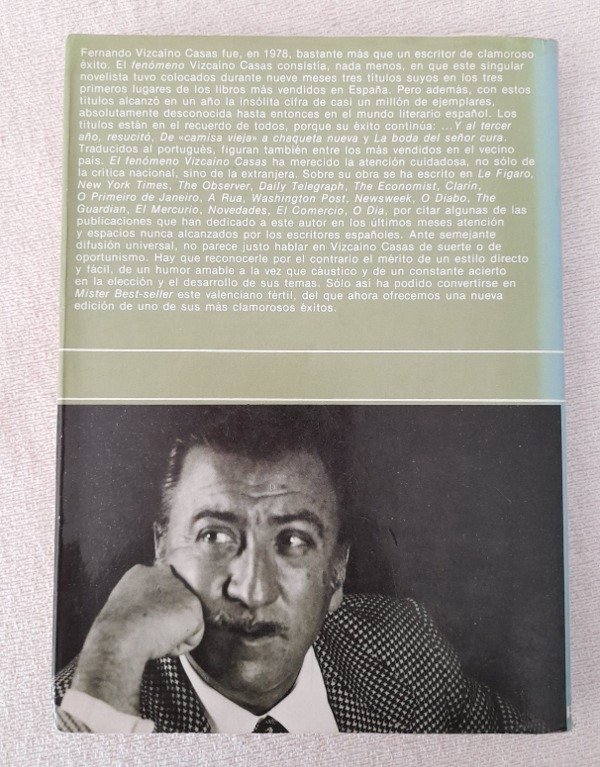 Fernando Vizcaíno Casas fue, en 1978, bastante más que un escritor de clamoroso
éxito. El fenómeno Vizcaíno Casas consistía, nada menos, en que este singular
novelista tuvo colocados durante nueve meses tres títulos suyos en los tres
primeros lugares de los libros más vendidos en España. Pero además, con estos
títulos alcanzó en un año la insólita cifra de casi un millón de ejemplares,
absolutamente desconocida hasta entonces en el mundo literario español. Los
títulos están en el recuerdo de todos, porque su éxito continúa: ...Y al tercer
año, resucitó, De «camisa vieja» a chaqueta nueva y La boda del señor cura.
Traducidos al portugués, figuran también entre los más vendidos en el vecino
país. El fenómeno Vizcaíno Casas ha merecido la atención cuidadosa, no sólo de
la crítica nacional, sino de la extranjera. Sobre su obra se ha escrito en Le Figaro,
New York Times, The Observer, Daily Telegraph, The Economist, Clarín,
O Primeiro de Janeiro, A Rua, Washington Post, Newsweek, O Diabo, The
Guardian, El Mercurio, Novedades, El Comercio, O Dia, por citar algunas de las
publicaciones que han dedicado a este autor en los últimos meses atención
y espacios nunca alcanzados por los escritores españoles. Ante semejante
difusión universal, no parece justo hablar en Vizcaíno Casas de suerte o de
oportunismo. Hay que reconocerle por el contrario el mérito de un estilo directo
y fácil, de un humor amable a la vez que cáustico y de un constante acierto
en la elección y el desarrollo de sus temas. Sólo así ha podido convertirse en
Mister Best-seller este valenciano fértil, del que ahora ofrecemos una nueva
edición de uno de sus más clamorosos éxitos.